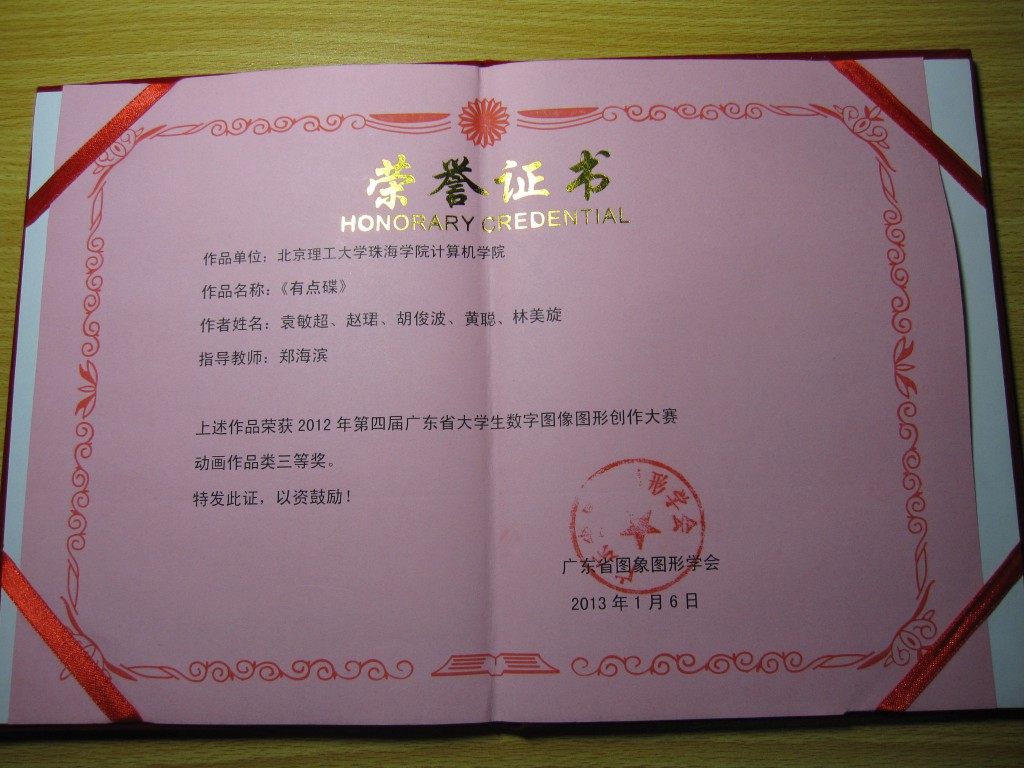 荣誉证书
HONORARY CREDENTIAL
作品单位：北京理工大学珠海学院计算机学院
作品名称：《有点碟》
作者姓名：袁敏超、赵珺、胡俊波、黄聪、林美旋
指导教师：郑海滨
上述作品荣获 2012 年第四届广东省大学生数字图像图形创作大赛
动画作品类三等奖。
特发此证，以资鼓励！
形学会
广东省图象图形学会
2013 年 1 月 6 日